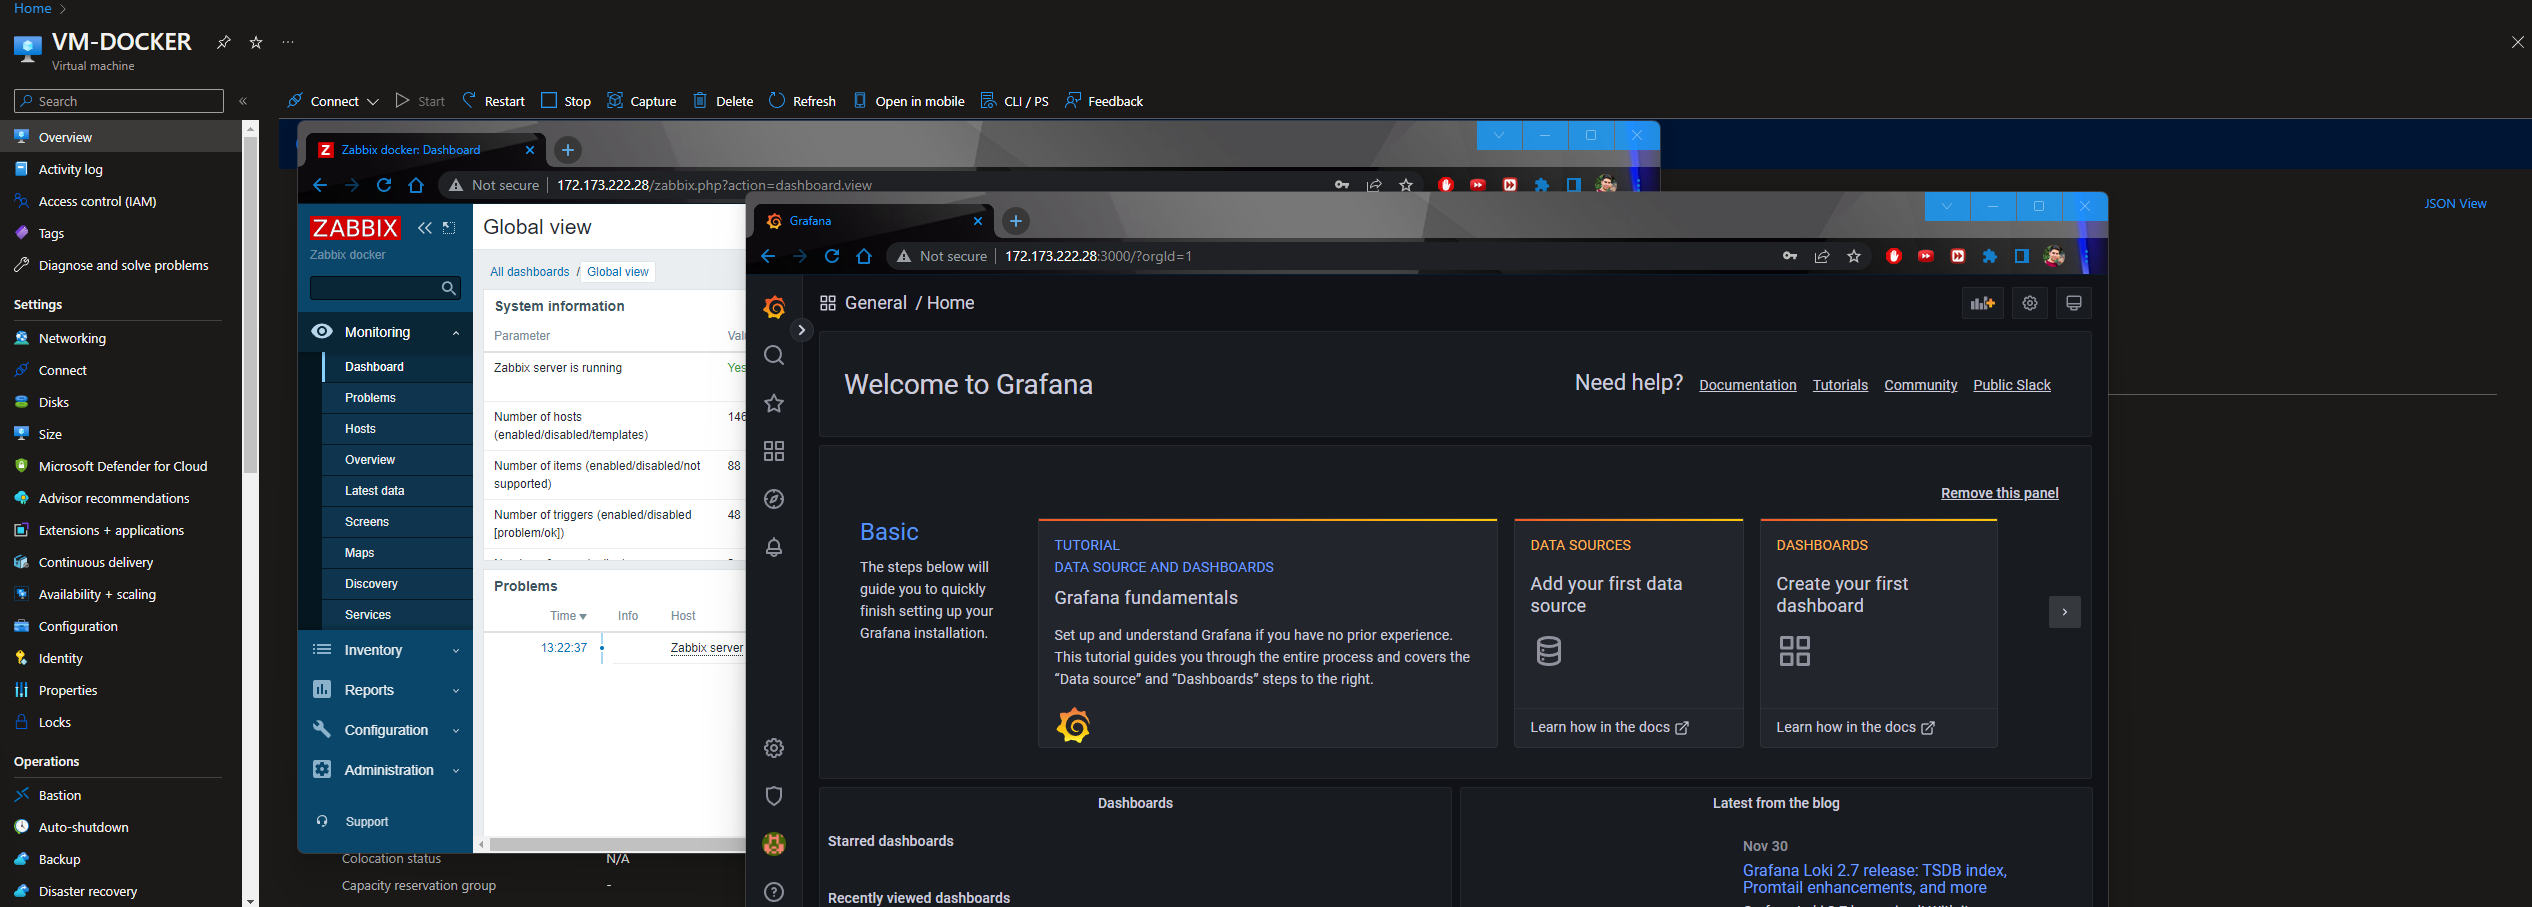 Home
VM-DOCKER
Virtual machine
Search
Connect
Start
Restart
Stop
Capture
Delete
Refresh
Open in mobile
CLI / PS
Feedback
Overview
Activity log
Access control (IAM)
Tags
Diagnose and solve problems
Settings
Networking
Connect
Disks
Size
Microsoft Defender for Cloud
Advisor recommendations
Extensions + applications
Continuous delivery
Availability + scaling
Configuration
Identity
Properties
Locks
Operations
Bastion
Auto-shutdown
Backup
Disaster recovery
JSON View
Colocation status
N/A
Capacity reservation group
-
Zabbix docker: Dashboard
Not secure
172.173.222.28/zabbix.php?action=dashboard.view
ZABBIX
Zabbix docker
Monitoring
Dashboard
Problems
Hosts
Overview
Latest data
Screens
Maps
Discovery
Services
Inventory
Reports
Configuration
Administration
Support
Global view
All dashboards / Global view
System information
Parameter
Zabbix server is running
Yes
Number of hosts
(enabled/disabled/templates)
146
Number of items (enabled/disabled/not
supported)
88
Number of triggers (enabled/disabled
[problem/ok])
48
Problems
Time
Info
Host
13:22:37
Zabbix server
Grafana
Not secure
172.173.222.28:3000/?orgId=1
General / Home
Welcome to Grafana
Need help?
Documentation
Tutorials
Community
Public Slack
Remove this panel
Basic
The steps below will
guide you to quickly
finish setting up your
Grafana installation.
TUTORIAL
DATA SOURCE AND DASHBOARDS
Grafana fundamentals
Set up and understand Grafana if you have no prior experience.
This tutorial guides you through the entire process and covers the
“Data source” and “Dashboards” steps to the right.
DATA SOURCES
Add your first data
source
Learn how in the docs
DASHBOARDS
Create your first
dashboard
Learn how in the docs
Dashboards
Starred dashboards
Recently viewed dashboards
Latest from the blog
Nov 30
Grafana Loki 2.7 release: TSDB index,
Promtail enhancements, and more